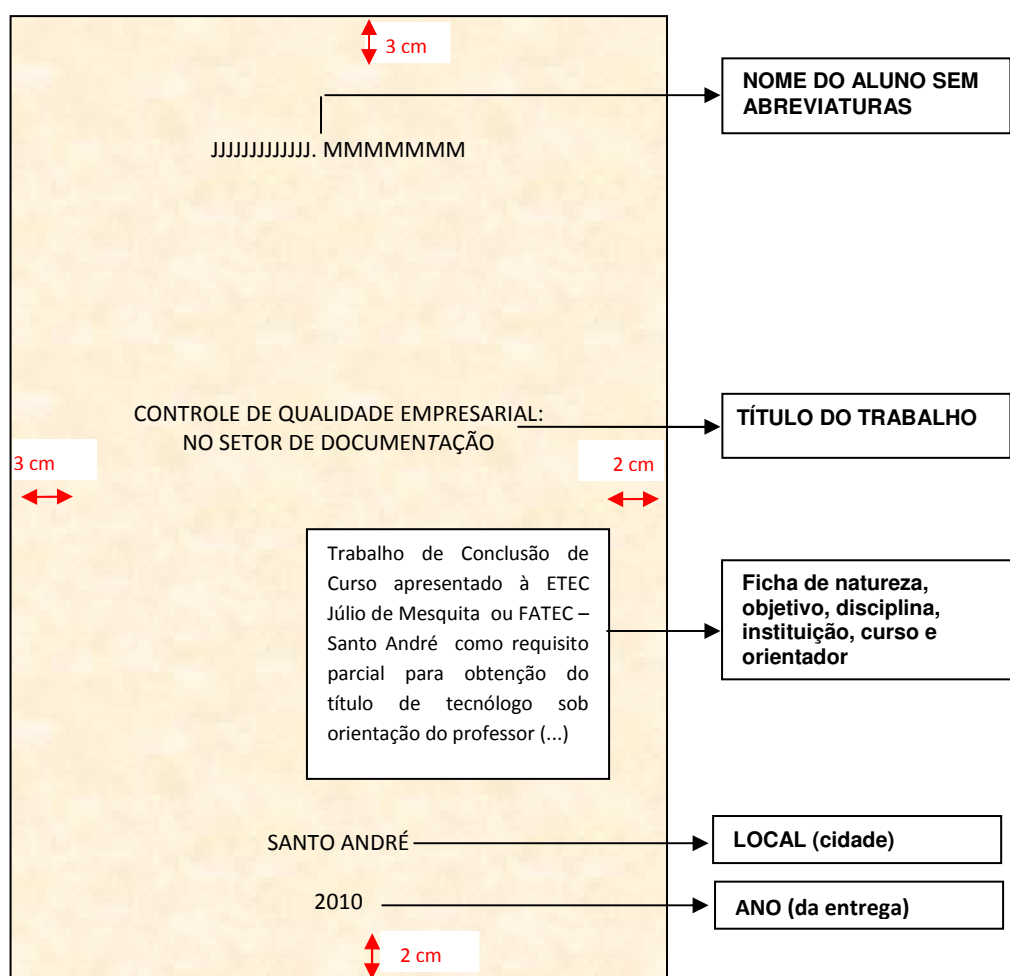 3 cm
NOME DO ALUNO SEM
ABREVIATURAS
JJJJJJJJJJJJJ. MMMMMMM
CONTROLE DE QUALIDADE EMPRESARIAL:
NO SETOR DE DOCUMENTAÇÃO
TÍTULO DO TRABALHO
3 cm
2 cm
Trabalho de Conclusão de
Curso apresentado à ETEC
Júlio de Mesquita ou FATEC –
Santo André como requisito
parcial para obtenção do
título de tecnólogo sob
orientação do professor (...)
Ficha de natureza,
objetivo, disciplina,
instituição, curso e
orientador
SANTO ANDRÉ
LOCAL (cidade)
2010
ANO (da entrega)
2 cm